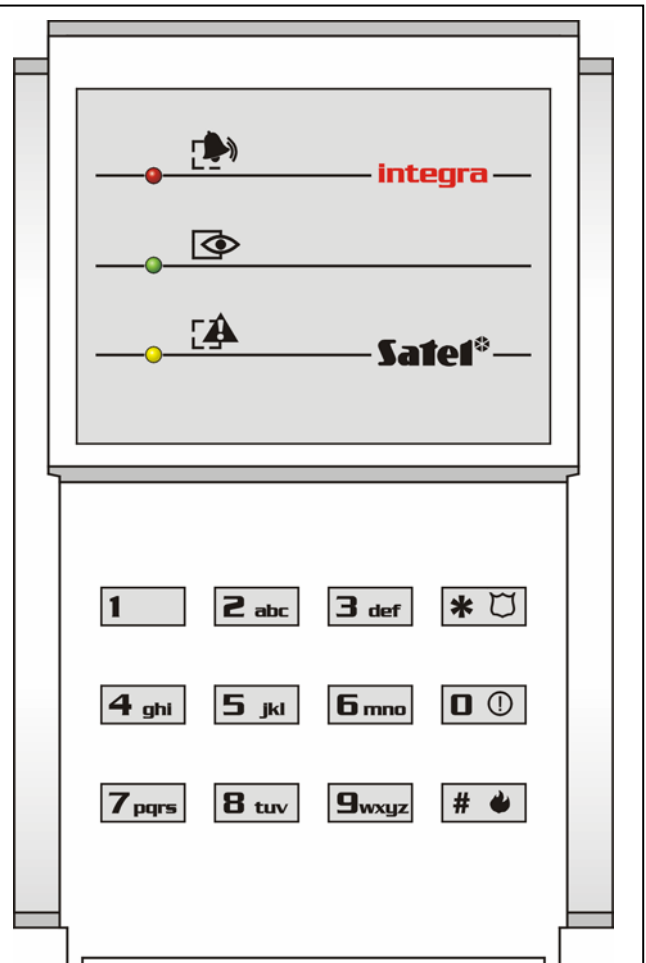 integra
Satel*
1 2 abc 3 def *
4 ghi 5 jkl 6 mno 0
7 pqrs 8 tuv 9 wxyz #